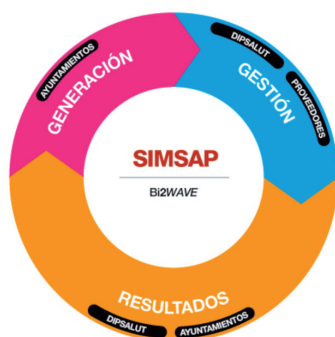 AYUNTAMIENTOS
GENERACIÓN
DIPSALUT
PROVEEDORES
GESTIÓN
SIMSAP
Bi2WAVE
RESULTADOS
DIPSALUT
AYUNTAMIENTOS